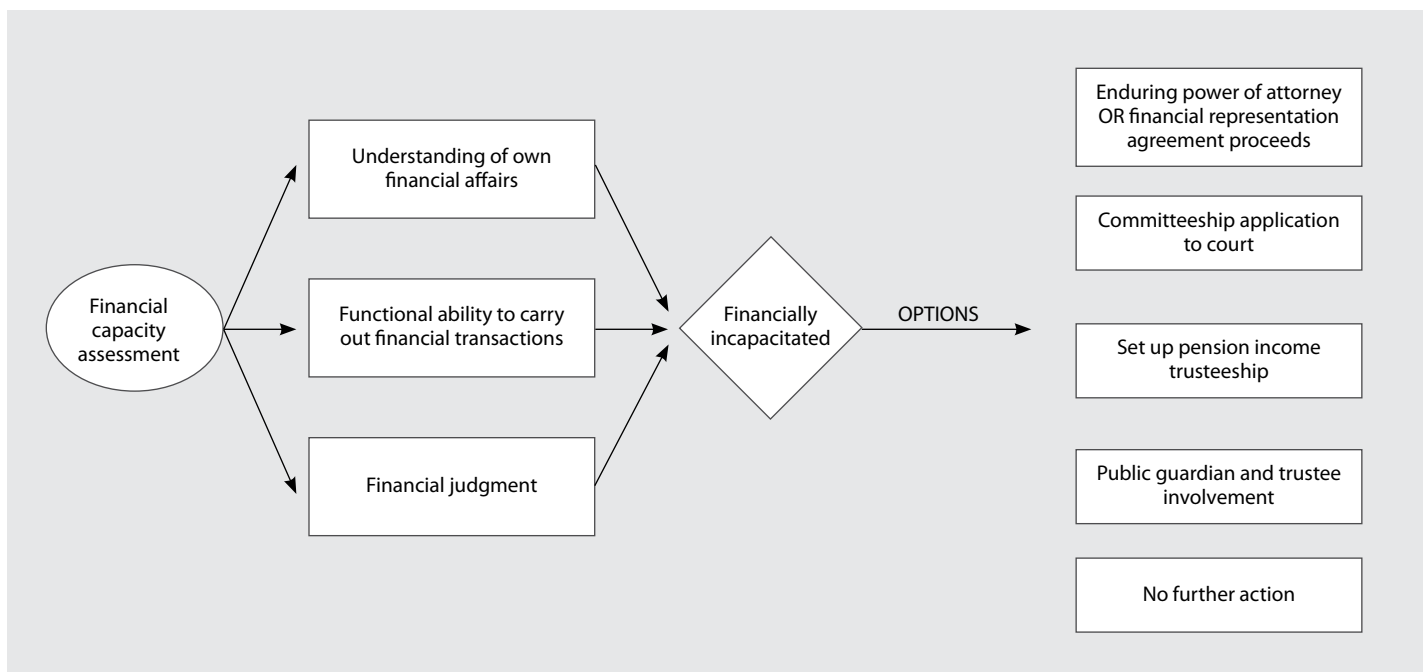 Financial
capacity
assessment
Understanding of own
financial affairs
Functional ability to carry
out financial transactions
Financial judgment
Financially
incapacitated
OPTIONS
Enduring power of attorney
OR financial representation
agreement proceeds
Committeeship application
to court
Set up pension income
trusteeship
Public guardian and trustee
involvement
No further action